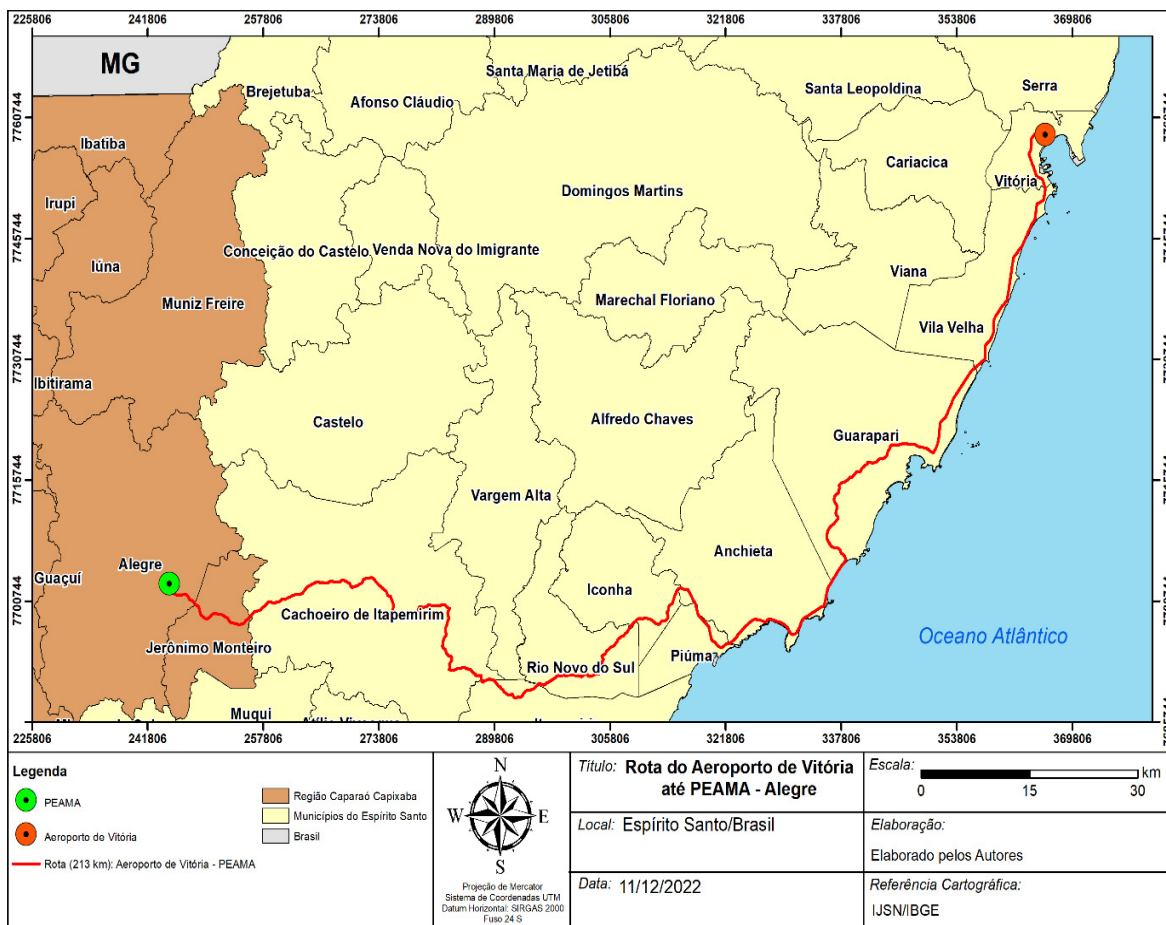 225806 241806 257806 273806 289806 305806 321806 337806 353806 369806
MG
Santa Maria de Jetibá
Brejetuba
Afonso Cláudio
Santa Leopoldina
Serra
7760744
Ibatiba
Cariacica
Irupi
Domingos Martins
Vitória
7745744
Iúna
Conceição do Castelo
Venda Nova do Imigrante
Viana
Muniz Freire
Marechal Floriano
Vila Velha
7730744
Ibitirama
Castelo
Alfredo Chaves
Guarapari
7715744
Vargem Alta
Anchieta
Alegre
Guaçuí
Iconha
7700744
Cachoeiro de Itapemirim
Oceano Atlântico
Jerônimo Monteiro
Rio Novo do Sul
Piúma
Muqui
225806 241806 257806 273806 289806 305806 321806 337806 353806 369806
Legenda
PEAMA
Aeroporto de Vitória
Rota (213 km): Aeroporto de Vitória - PEAMA
Região Caparaó Capixaba
Municípios do Espírito Santo
Brasil
N
W
E
S
Projeção de Mercator
Sistema de Coordenadas UTM
Datum Horizontal: SIRGAS 2000
Fuso 24 S
Título: Rota do Aeroporto de Vitória
até PEAMA - Alegre
Escala:
km
0 15 30
Local: Espírito Santo/Brasil
Elaboração:
Elaborado pelos Autores
Data: 11/12/2022
Referência Cartográfica:
IJSN/IBGE